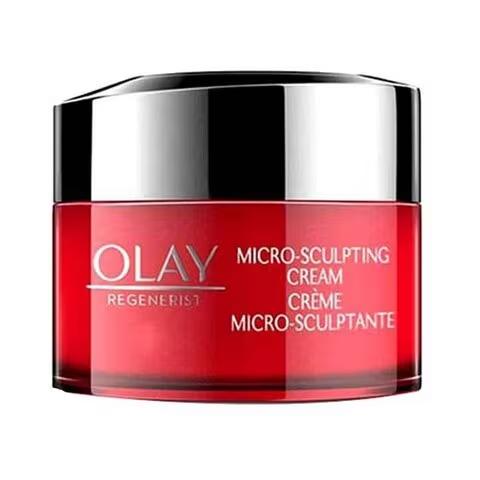 OLAY
REGENERIST
MICRO-SCULPTING
CREAM
CRÈME
MICRO-SCULPTANTE